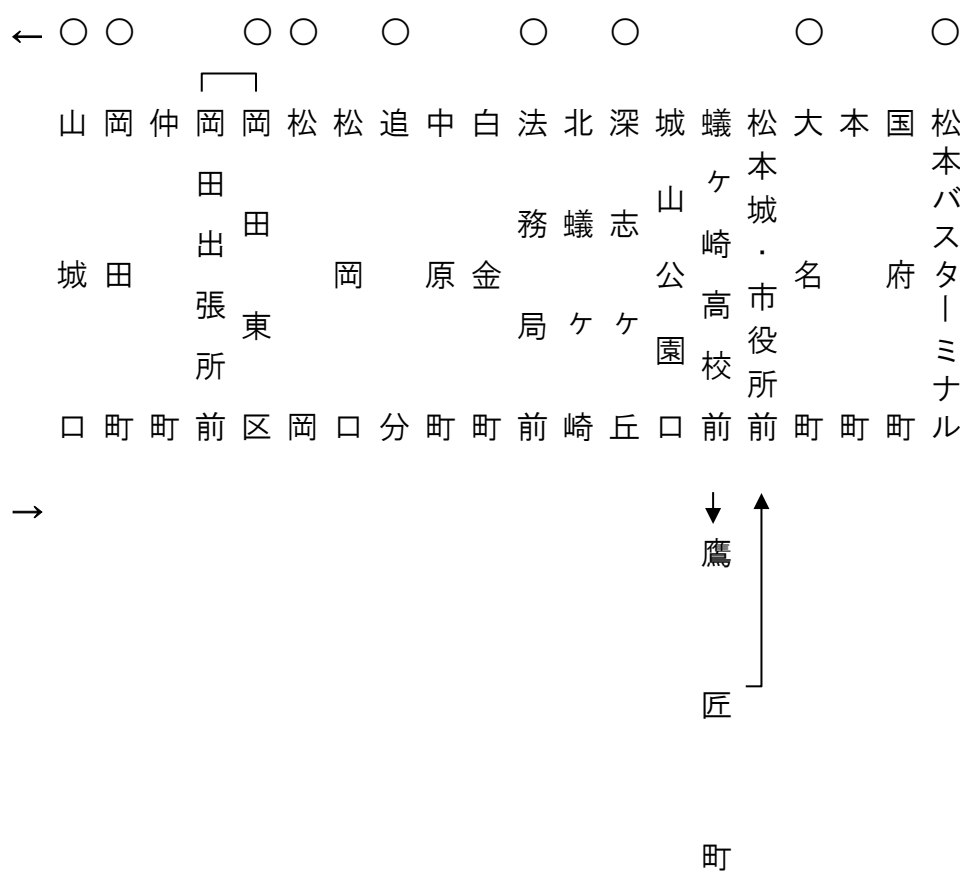 松本バスターミナル
国府町
本町
大名町
松本城・市役所前
蟻ケ崎高校前
鷹匠町
城山公園口
深志ケ丘
北蟻ケ崎
法務局前
白金町
中原町
追分
松岡口
松岡
岡田東区
岡田出張所前
仲町
岡田町
山城口